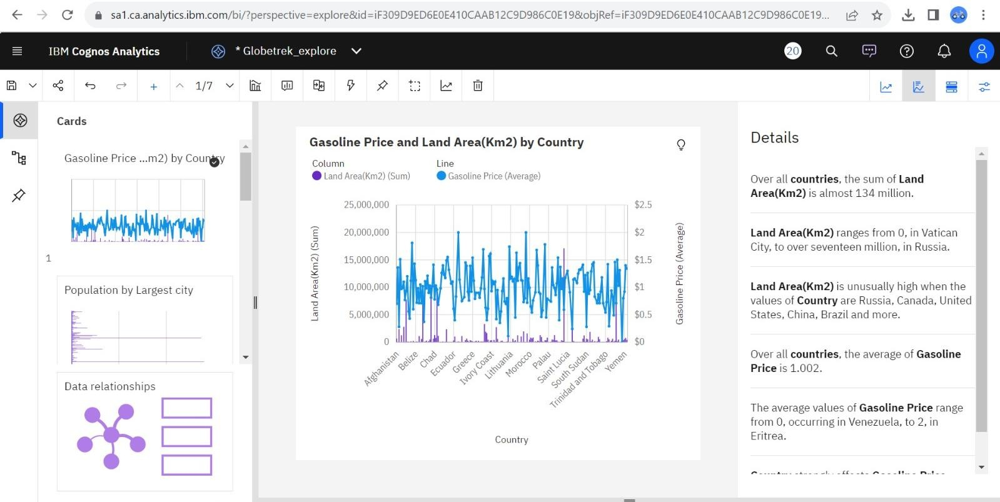 sa1.ca.analytics.ibm.com/bi/?perspective=explore&id=iF309D9ED6E0E410CAAB12C9D986C0E19&objRef=iF309D9ED6E0E410CAAB12C9D986C0E19...
IBM Cognos Analytics
* Globetrek_explore
20
1/7
Cards
Gasoline Price ...m2) by Country
1
Population by Largest city
Data relationships
Gasoline Price and Land Area(Km2) by Country
Column
Line
Land Area(Km2) (Sum)
Gasoline Price (Average)
Land Area(Km2) (Sum)
25,000,000
20,000,000
15,000,000
10,000,000
5,000,000
0
$2.5
$2
$1.5
$1
$0.5
$0
Gasoline Price (Average)
Afghanistan
Belize
Chad
Ecuador
Greece
Ivory Coast
Lithuania
Morocco
Palau
Saint Lucia
South Sudan
Trinidad and Tobago
Yemen
Country
Details
Over all countries, the sum of Land
Area(Km2) is almost 134 million.
Land Area(Km2) ranges from 0, in Vatican
City, to over seventeen million, in Russia.
Land Area(Km2) is unusually high when the
values of Country are Russia, Canada, United
States, China, Brazil and more.
Over all countries, the average of Gasoline
Price is 1.002.
The average values of Gasoline Price range
from 0, occurring in Venezuela, to 2, in
Eritrea.
Country strongly affects Gasoline Price